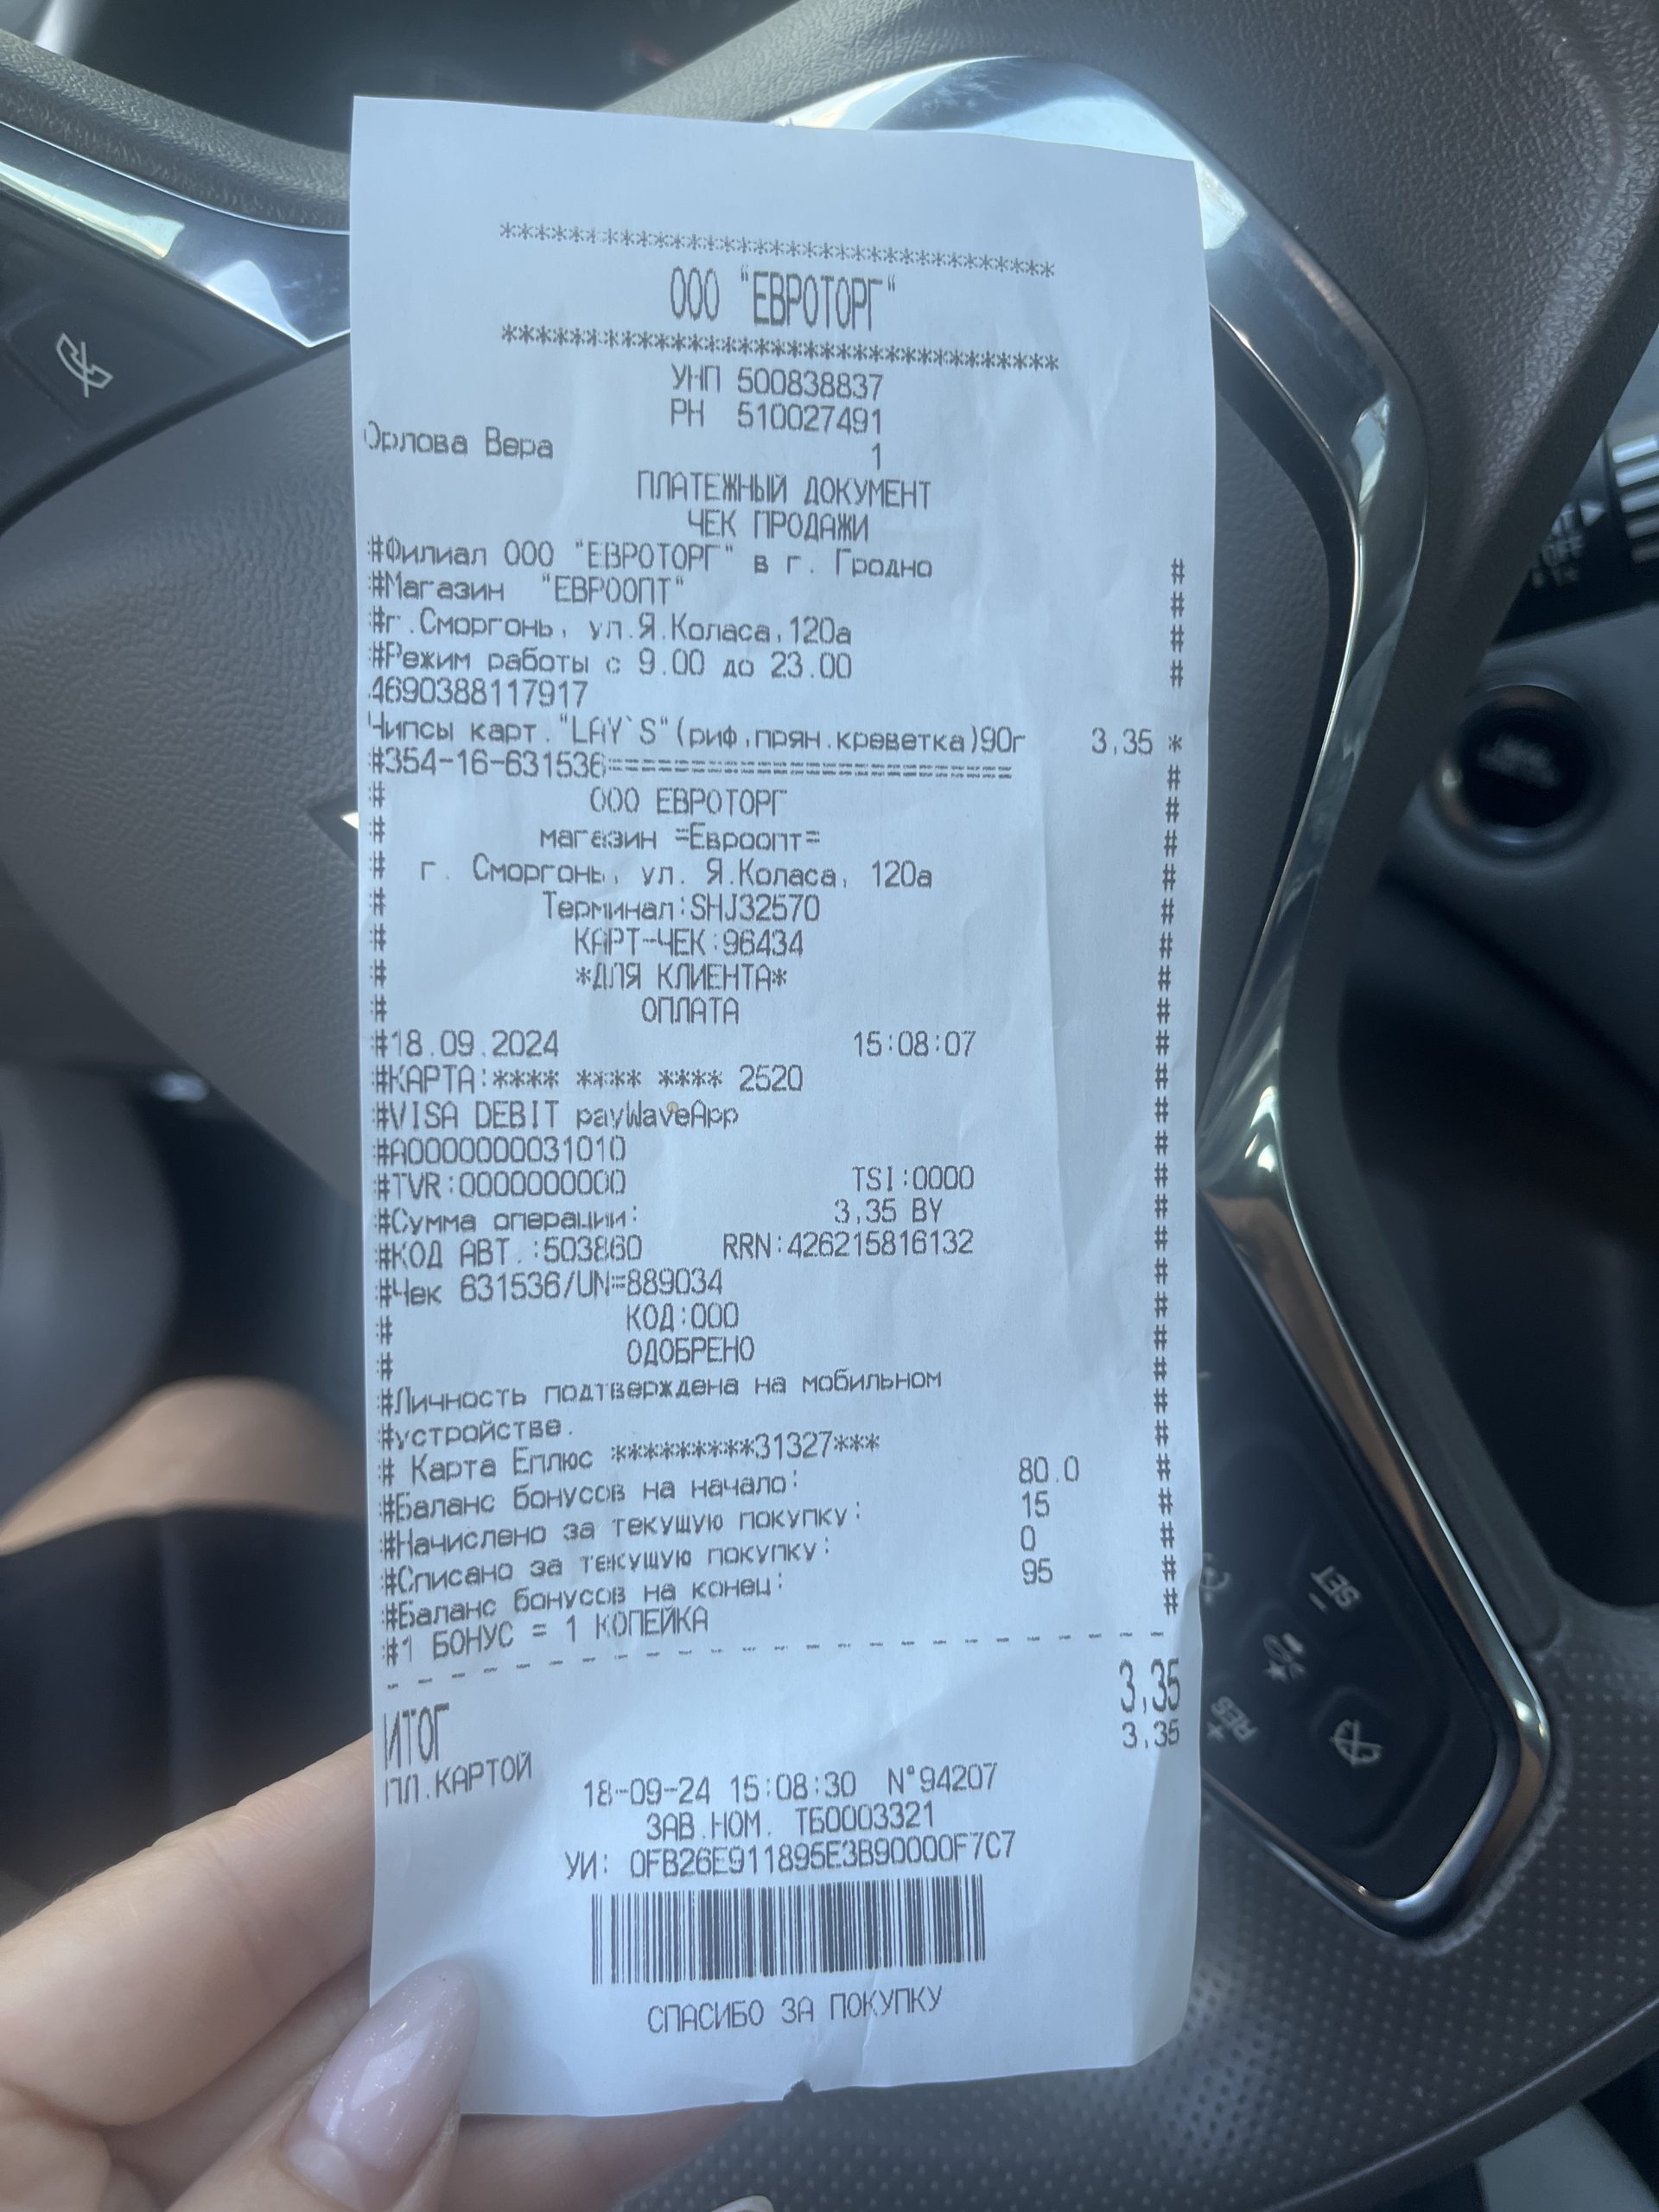 *********************************
ООО "ЕВРОТОРГ"
*********************************
УНП 500838837
РН 510027491
Орлова Вера 1
ПЛАТЕЖНЫЙ ДОКУМЕНТ
ЧЕК ПРОДАЖИ
#Филиал ООО "ЕВРОТОРГ" в г. Гродно #
#Магазин "ЕВРООПТ" #
#г.Сморгонь, ул.Я.Коласа,120а #
#Режим работы с 9.00 до 23.00 #
4690388117917
Чипсы карт."LAY`S"(риф,прян.креветка)90г 3,35 *
#354-16-631536======================== #
# ООО ЕВРОТОРГ #
# магазин =Евроопт= #
# г. Сморгонь, ул. Я.Коласа, 120а #
# Терминал:SHJ32570 #
# КАРТ-ЧЕК:96434 #
# *ДЛЯ КЛИЕНТА* #
# ОПЛАТА #
#18.09.2024 15:08:07 #
#КАРТА:**** **** **** 2520 #
#VISA DEBIT payWaveApp #
#A0000000031010 #
#TVR:0000000000 TSI:0000 #
#Сумма операции: 3,35 BY #
#КОД АВТ.:503860 RRN:426215816132 #
#Чек 631536/UN=889034 #
# КОД:000 #
# ОДОБРЕНО #
#Личность подтверждена на мобильном #
#устройстве. #
# Карта Еплюс *********31327*** #
#Баланс бонусов на начало: 80.0 #
#Начислено за текущую покупку: 15 #
#Списано за текущую покупку: 0 #
#Баланс бонусов на конец: 95 #
#1 БОНУС = 1 КОПЕЙКА #
- - - - - - - - - - - - - - - - - - - - - - - -
ИТОГ 3,35
ПЛ.КАРТОЙ 3,35
18-09-24 15:08:30 N°94207
ЗАВ.НОМ. ТБ0003321
УИ: 0FB26E911895E3B90000F7C7
СПАСИБО ЗА ПОКУПКУ
SET
RES
OFF